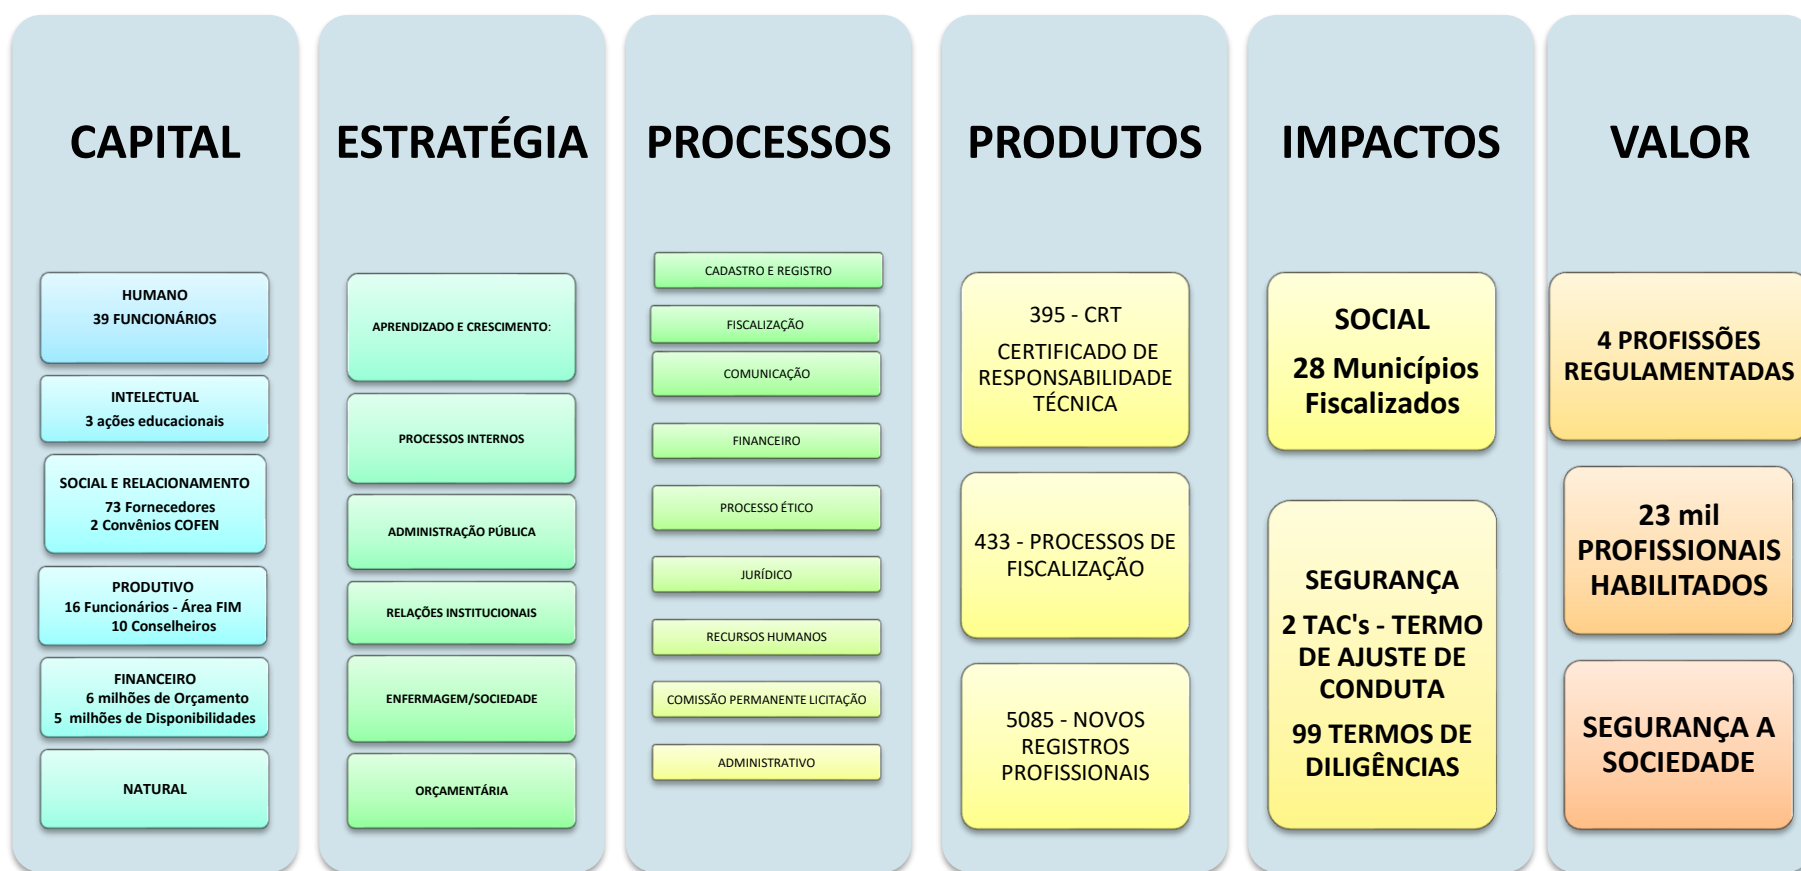 CAPITAL
HUMANO
39 FUNCIONÁRIOS
INTELECTUAL
3 ações educacionais
SOCIAL E RELACIONAMENTO
73 Fornecedores
2 Convênios COFEN
PRODUTIVO
16 Funcionários - Área FIM
10 Conselheiros
FINANCEIRO
6 milhões de Orçamento
5 milhões de Disponibilidades
NATURAL
ESTRATÉGIA
APRENDIZADO E CRESCIMENTO:
PROCESSOS INTERNOS
ADMINISTRAÇÃO PÚBLICA
RELAÇÕES INSTITUCIONAIS
ENFERMAGEM/SOCIEDADE
ORÇAMENTÁRIA
PROCESSOS
CADASTRO E REGISTRO
FISCALIZAÇÃO
COMUNICAÇÃO
FINANCEIRO
PROCESSO ÉTICO
JURÍDICO
RECURSOS HUMANOS
COMISSÃO PERMANENTE LICITAÇÃO
ADMINISTRATIVO
PRODUTOS
395 - CRT
CERTIFICADO DE
RESPONSABILIDADE
TÉCNICA
433 - PROCESSOS DE
FISCALIZAÇÃO
5085 - NOVOS
REGISTROS
PROFISSIONAIS
IMPACTOS
SOCIAL
28 Municípios
Fiscalizados
SEGURANÇA
2 TAC's - TERMO
DE AJUSTE DE
CONDUTA
99 TERMOS DE
DILIGÊNCIAS
VALOR
4 PROFISSÕES
REGULAMENTADAS
23 mil
PROFISSIONAIS
HABILITADOS
SEGURANÇA A
SOCIEDADE